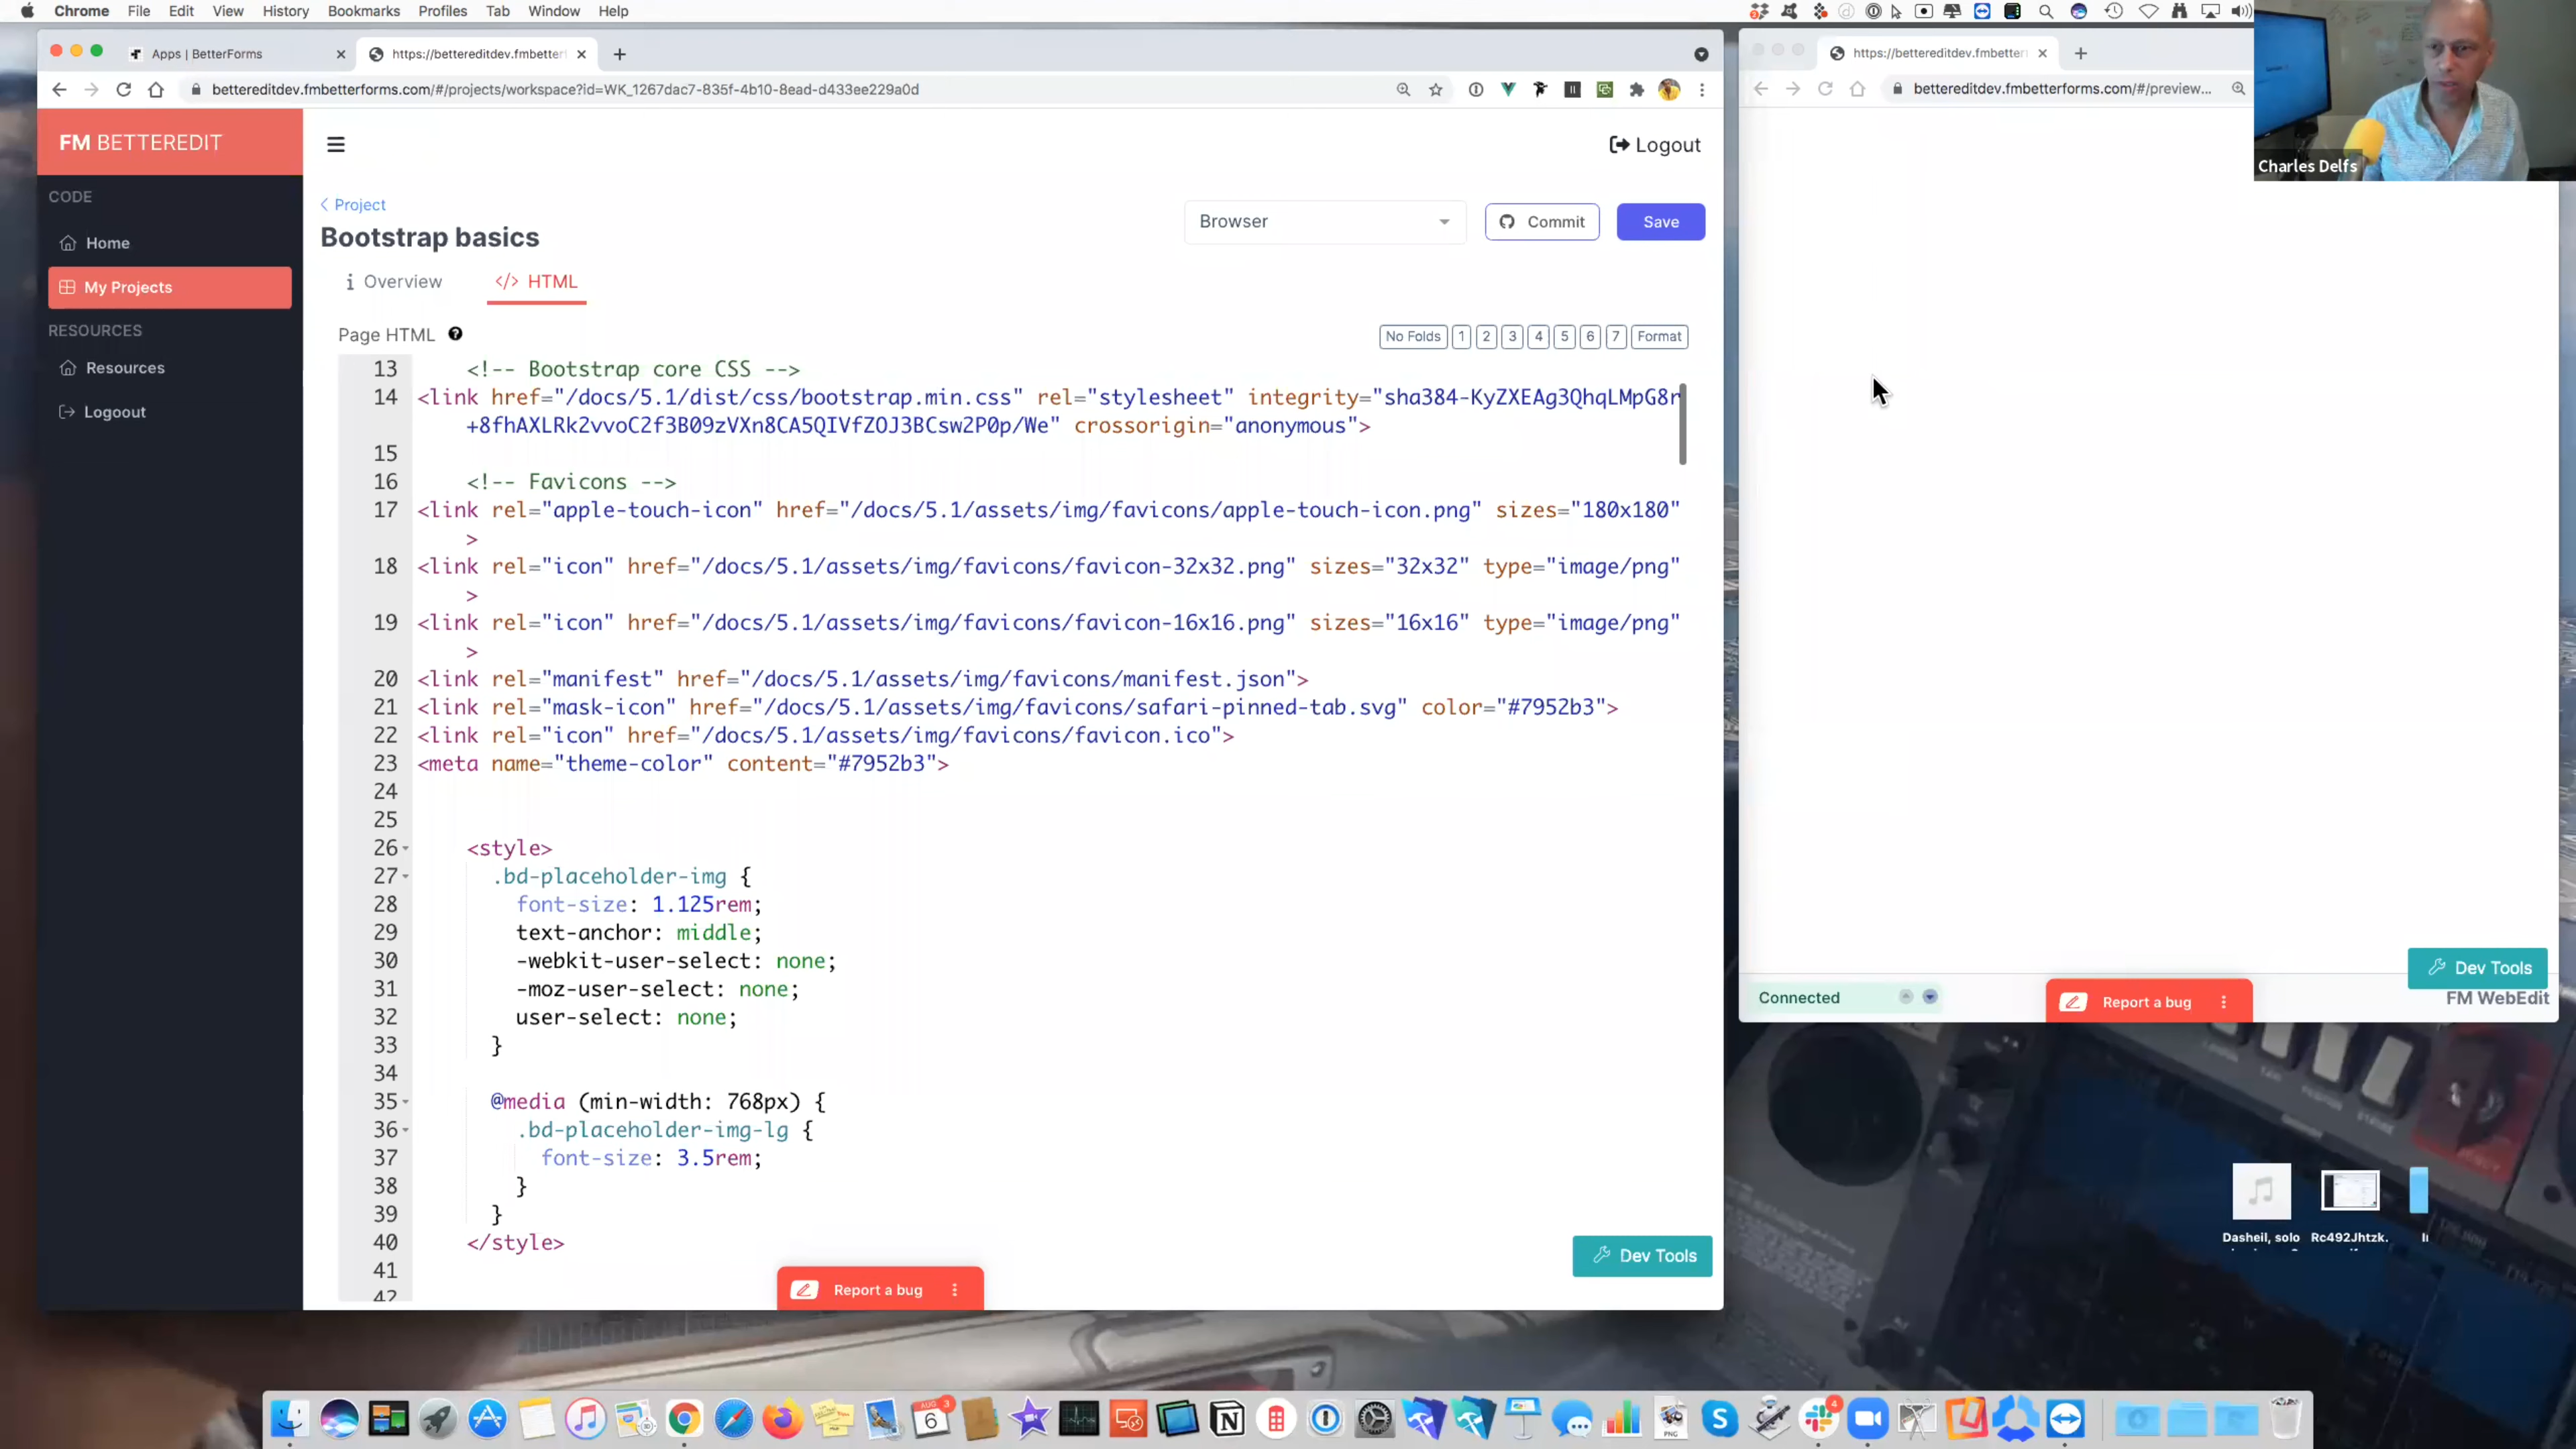 Chrome File Edit View History Bookmarks Profiles Tab Window Help
Apps | BetterForms
https://bettereditdev.fmbetterf
bettereditdev.fmbetterforms.com/#/projects/workspace?id=WK_1267dac7-835f-4b10-8ead-d433ee229a0d
FM BETTEREDIT
CODE
Home
My Projects
RESOURCES
Resources
Logoout
Logout
Project
Bootstrap basics
Browser
Commit
Save
Overview
</> HTML
Page HTML
No Folds 1 2 3 4 5 6 7 Format
13 <!-- Bootstrap core CSS -->
14 <link href="/docs/5.1/dist/css/bootstrap.min.css" rel="stylesheet" integrity="sha384-KyZXEAg3QhqLMpG8r
+8fhAXLRk2vvoC2f3B09zVXn8CA5QIVfZOJ3BCsw2P0p/We" crossorigin="anonymous">
15
16 <!-- Favicons -->
17 <link rel="apple-touch-icon" href="/docs/5.1/assets/img/favicons/apple-touch-icon.png" sizes="180x180"
>
18 <link rel="icon" href="/docs/5.1/assets/img/favicons/favicon-32x32.png" sizes="32x32" type="image/png"
>
19 <link rel="icon" href="/docs/5.1/assets/img/favicons/favicon-16x16.png" sizes="16x16" type="image/png"
>
20 <link rel="manifest" href="/docs/5.1/assets/img/favicons/manifest.json">
21 <link rel="mask-icon" href="/docs/5.1/assets/img/favicons/safari-pinned-tab.svg" color="#7952b3">
22 <link rel="icon" href="/docs/5.1/assets/img/favicons/favicon.ico">
23 <meta name="theme-color" content="#7952b3">
24
25
26 <style>
27 .bd-placeholder-img {
28 font-size: 1.125rem;
29 text-anchor: middle;
30 -webkit-user-select: none;
31 -moz-user-select: none;
32 user-select: none;
33 }
34
35 @media (min-width: 768px) {
36 .bd-placeholder-img-lg {
37 font-size: 3.5rem;
38 }
39 }
40 </style>
41
42
Dev Tools
Report a bug
https://bettereditdev.fmbetterf
bettereditdev.fmbetterforms.com/#/preview...
Charles Delfs
Dev Tools
Connected
Report a bug
FM WebEdit
Dasheil, solo
Rc492Jhtzk.
AUG
6
3
4
PNG